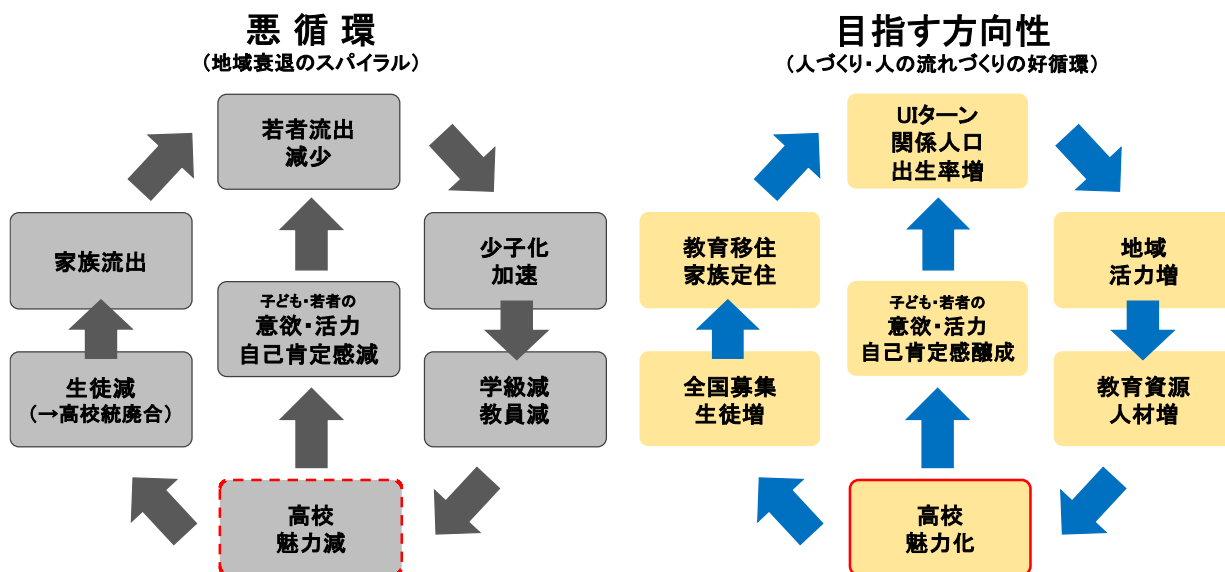 悪循環
(地域衰退のスパイラル)
若者流出
減少
家族流出
少子化
加速
子ども・若者の
意欲・活力
自己肯定感減
生徒減
(→高校統廃合)
学級減
教員減
高校
魅力減
目指す方向性
(人づくり・人の流れづくりの好循環)
UIターン
関係人口
出生率増
教育移住
家族定住
地域
活力増
子ども・若者の
意欲・活力
自己肯定感醸成
全国募集
生徒増
教育資源
人材増
高校
魅力化